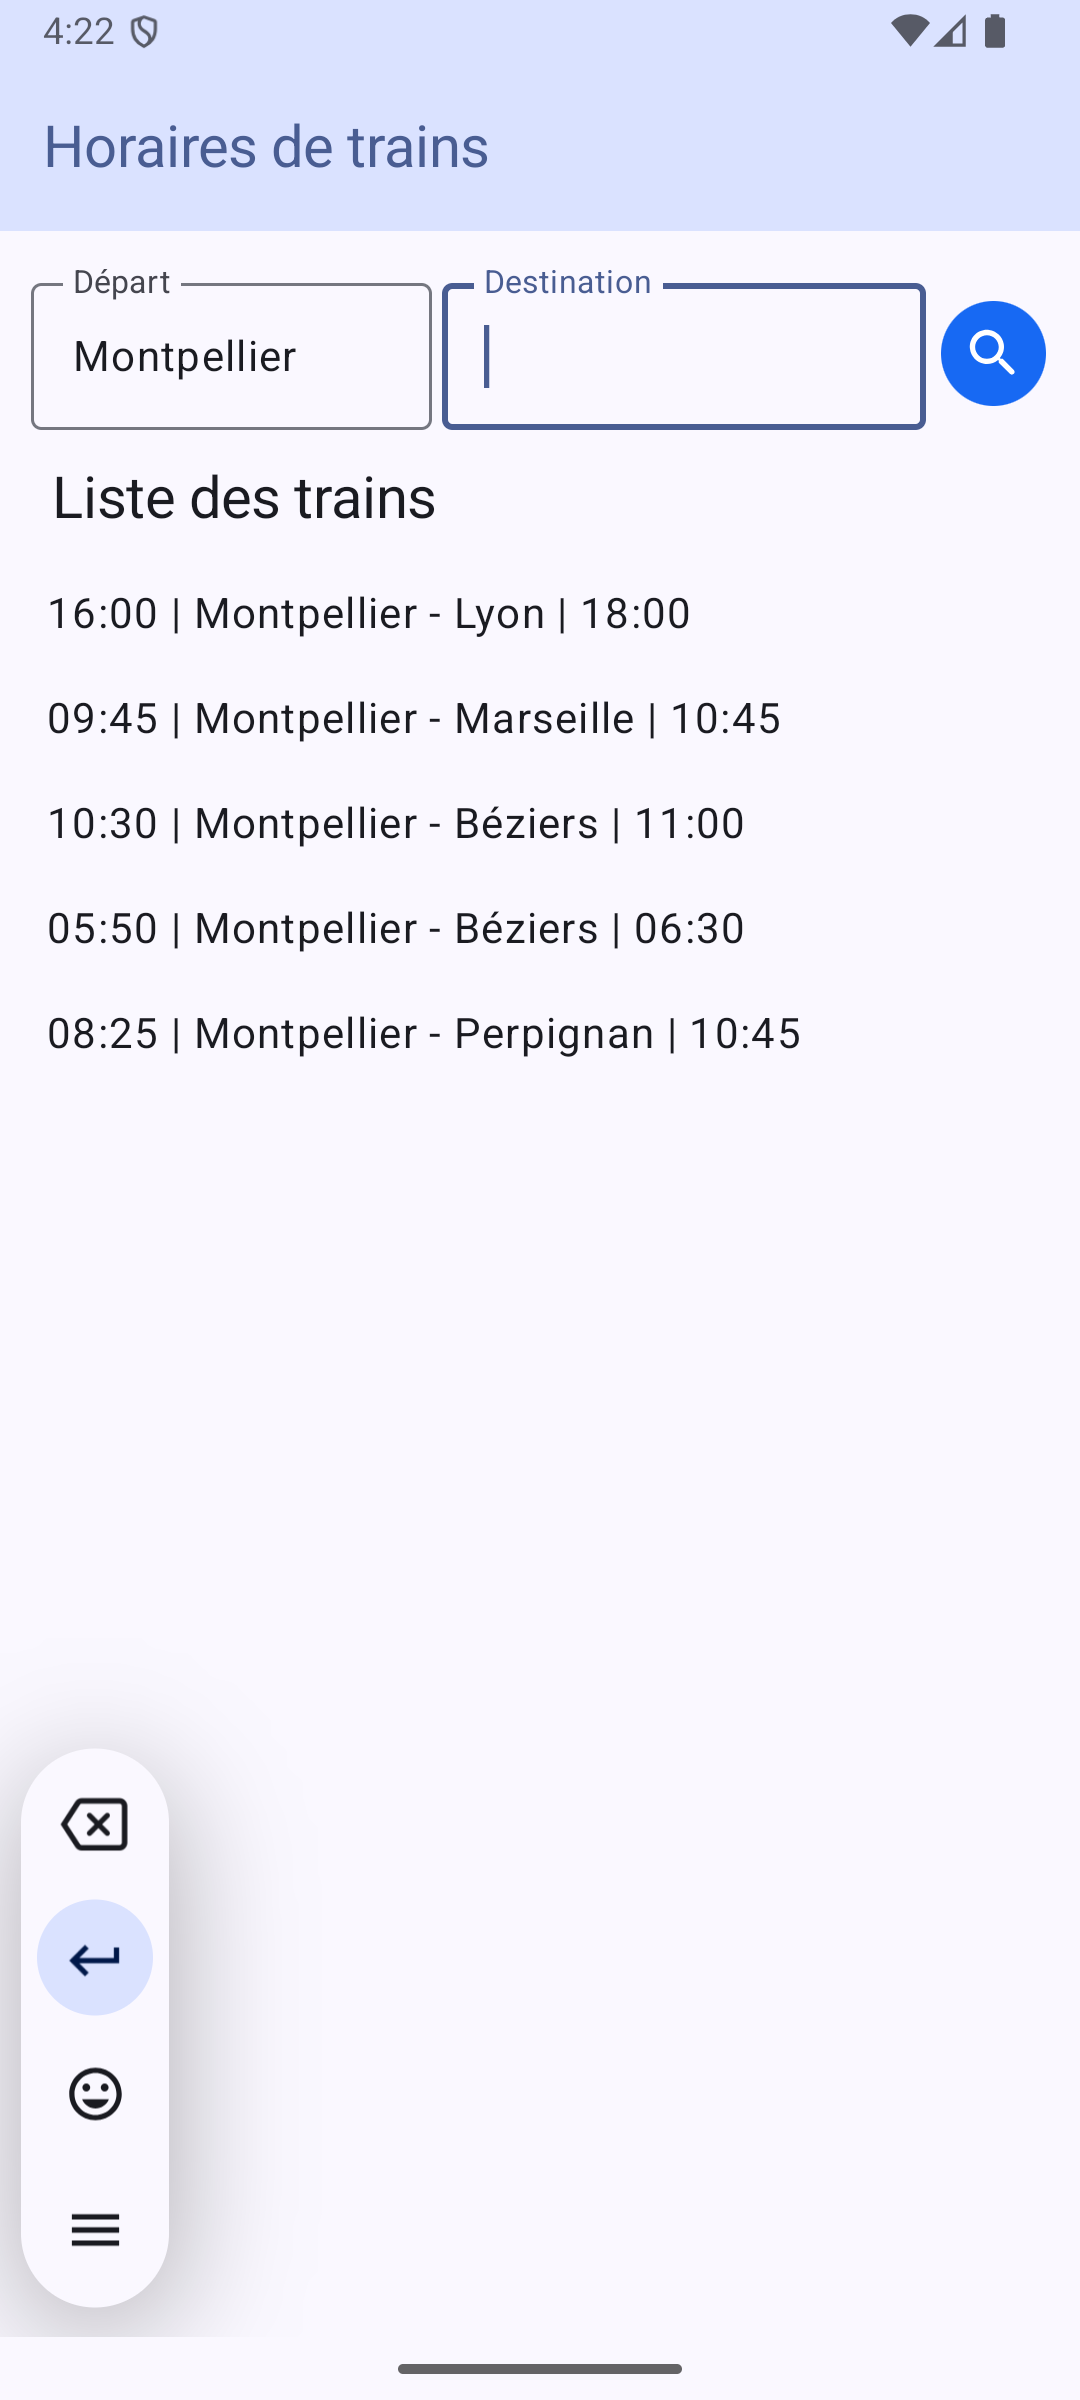 4:22
Horaires de trains
Départ
Destination
Montpellier
Liste des trains
16:00 | Montpellier - Lyon | 18:00
09:45 | Montpellier - Marseille | 10:45
10:30 | Montpellier - Béziers | 11:00
05:50 | Montpellier - Béziers | 06:30
08:25 | Montpellier - Perpignan | 10:45